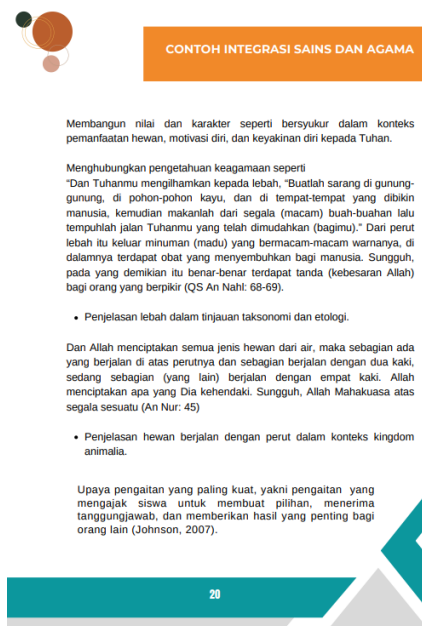 CONTOH INTEGRASI SAINS DAN AGAMA
Membangun nilai dan karakter seperti bersyukur dalam konteks
pemanfaatan hewan, motivasi diri, dan keyakinan diri kepada Tuhan.
Menghubungkan pengetahuan keagamaan seperti
“Dan Tuhanmu mengilhamkan kepada lebah, “Buatlah sarang di gunung-
gunung, di pohon-pohon kayu, dan di tempat-tempat yang dibikin
manusia, kemudian makanlah dari segala (macam) buah-buahan lalu
tempuhlah jalan Tuhanmu yang telah dimudahkan (bagimu).” Dari perut
lebah itu keluar minuman (madu) yang bermacam-macam warnanya, di
dalamnya terdapat obat yang menyembuhkan bagi manusia. Sungguh,
pada yang demikian itu benar-benar terdapat tanda (kebesaran Allah)
bagi orang yang berpikir (QS An Nahl: 68-69).
• Penjelasan lebah dalam tinjauan taksonomi dan etologi.
Dan Allah menciptakan semua jenis hewan dari air, maka sebagian ada
yang berjalan di atas perutnya dan sebagian berjalan dengan dua kaki,
sedang sebagian (yang lain) berjalan dengan empat kaki. Allah
menciptakan apa yang Dia kehendaki. Sungguh, Allah Mahakuasa atas
segala sesuatu (An Nur: 45)
• Penjelasan hewan berjalan dengan perut dalam konteks kingdom
animalia.
Upaya pengaitan yang paling kuat, yakni pengaitan yang
mengajak siswa untuk membuat pilihan, menerima
tanggungjawab, dan memberikan hasil yang penting bagi
orang lain (Johnson, 2007).
20